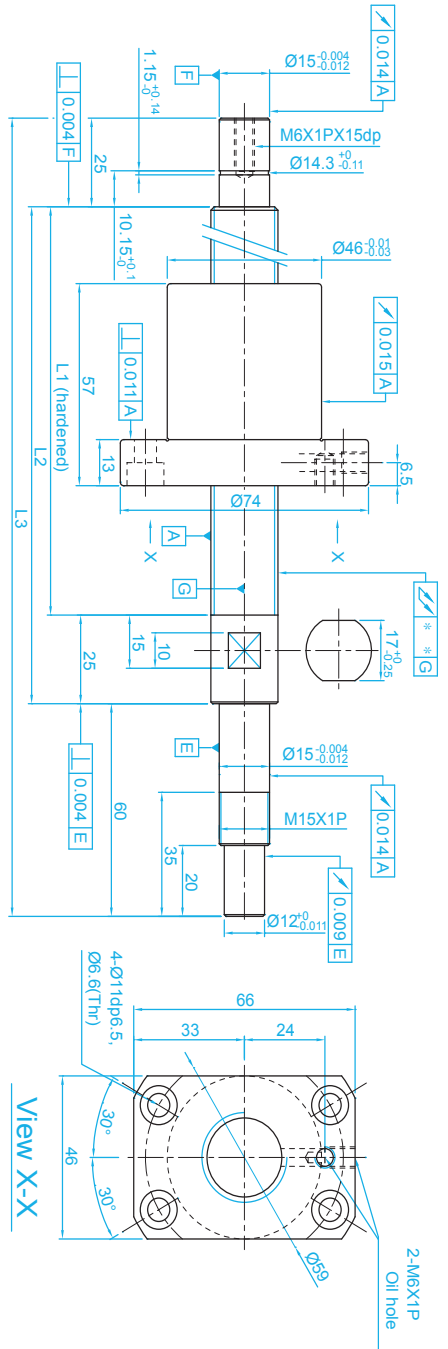 ↗ 0.014 A
Ø15 -0.004 -0.012
F
1.15 +0.14 -0
M6X1PX15dp
Ø14.3 +0 -0.11
⊥ 0.004 F
25
10.15 +0.1 -0
Ø46 -0.01 -0.03
↗ 0.015 A
L1 (hardened)
L2
L3
57
⊥ 0.011 A
13
6.5
Ø74
X
X
A
G
* * G
17 +0 -0.25
15
10
25
E
⊥ 0.004 E
Ø15 -0.004 -0.012
↗ 0.014 A
M15X1P
60
35
20
↗ 0.009 E
Ø12 +0 -0.011
4-Ø11dp6.5,
Ø6.6(Thr)
66
33
24
30°
30°
46
Ø59
2-M6X1P
Oil hole
View X-X